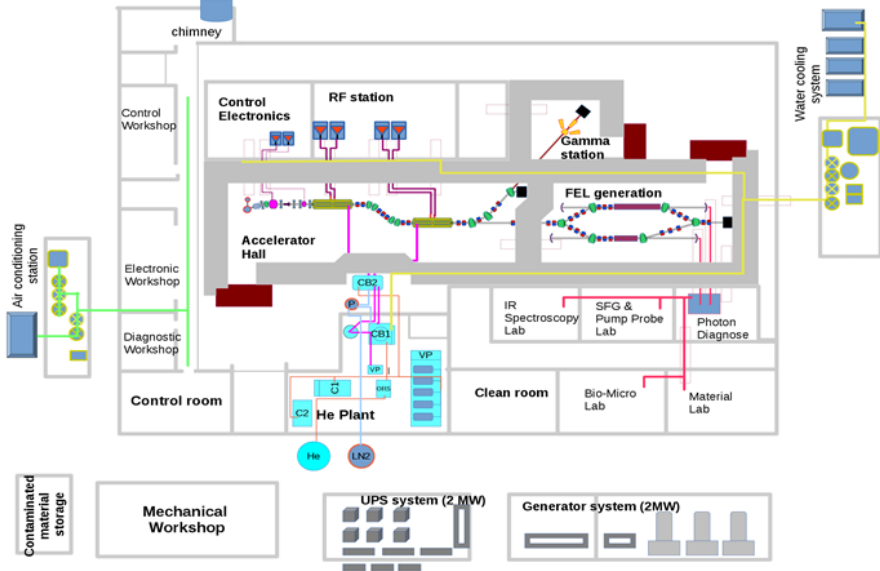 chimney
Water cooling
system
Control
Workshop
Control
Electronics
RF station
Gamma
station
FEL generation
Accelerator
Hall
Air conditioning
station
Electronic
Workshop
Diagnostic
Workshop
CB2
P
CB1
VP
VP
ORS
C1
C2
He Plant
He
LN2
IR
Spectroscopy
Lab
SFG &
Pump Probe
Lab
Photon
Diagnose
Control room
Clean room
Bio-Micro
Lab
Material
Lab
Contaminated
material
storage
Mechanical
Workshop
UPS system (2 MW)
Generator system (2MW)